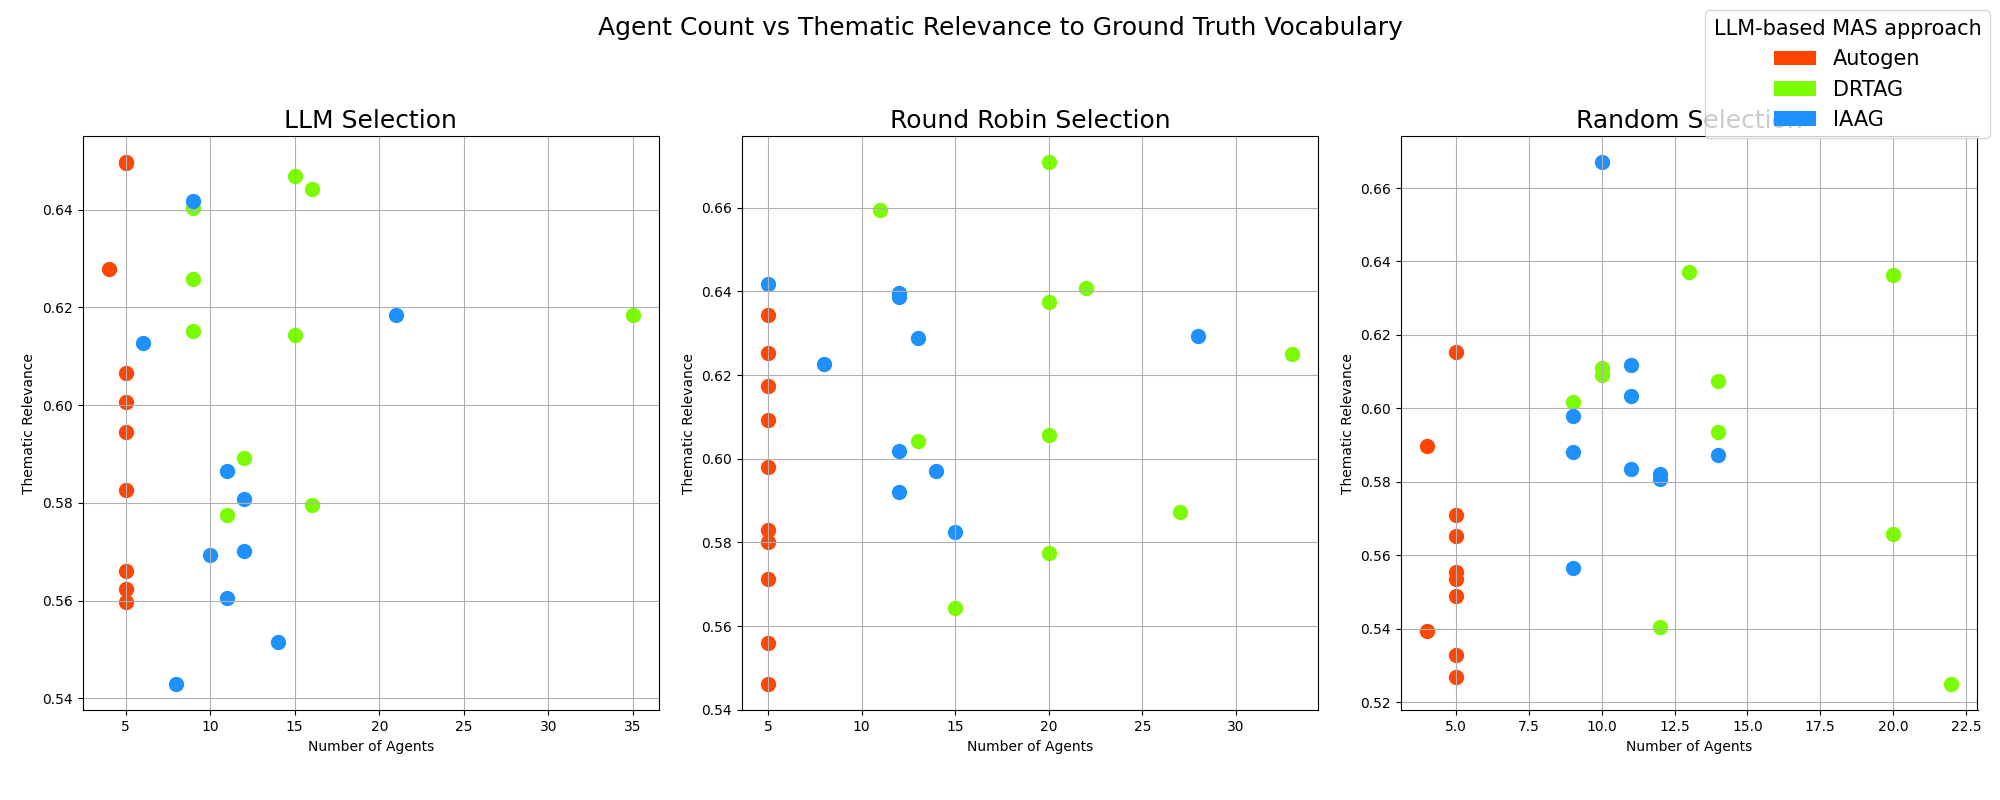 Agent Count vs Thematic Relevance to Ground Truth Vocabulary
LLM-based MAS approach
Autogen
DRTAG
IAAG
LLM Selection
0.64
0.62
0.60
0.58
0.56
0.54
Thematic Relevance
5 10 15 20 25 30 35
Number of Agents
Round Robin Selection
0.66
0.64
0.62
0.60
0.58
0.56
0.54
Thematic Relevance
5 10 15 20 25 30
Number of Agents
Random Selection
0.66
0.64
0.62
0.60
0.58
0.56
0.54
0.52
Thematic Relevance
5.0 7.5 10.0 12.5 15.0 17.5 20.0 22.5
Number of Agents